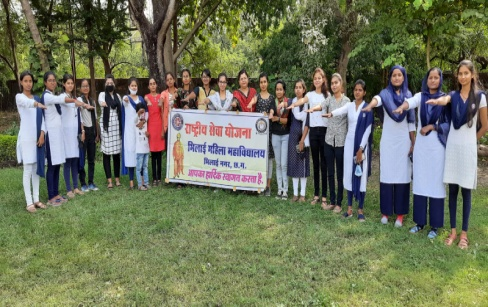 राष्ट्रीय सेवा योजना
भिलाई महिला महाविद्यालय
भिलाई नगर, छ.ग.
आपका हार्दिक स्वागत करता है.